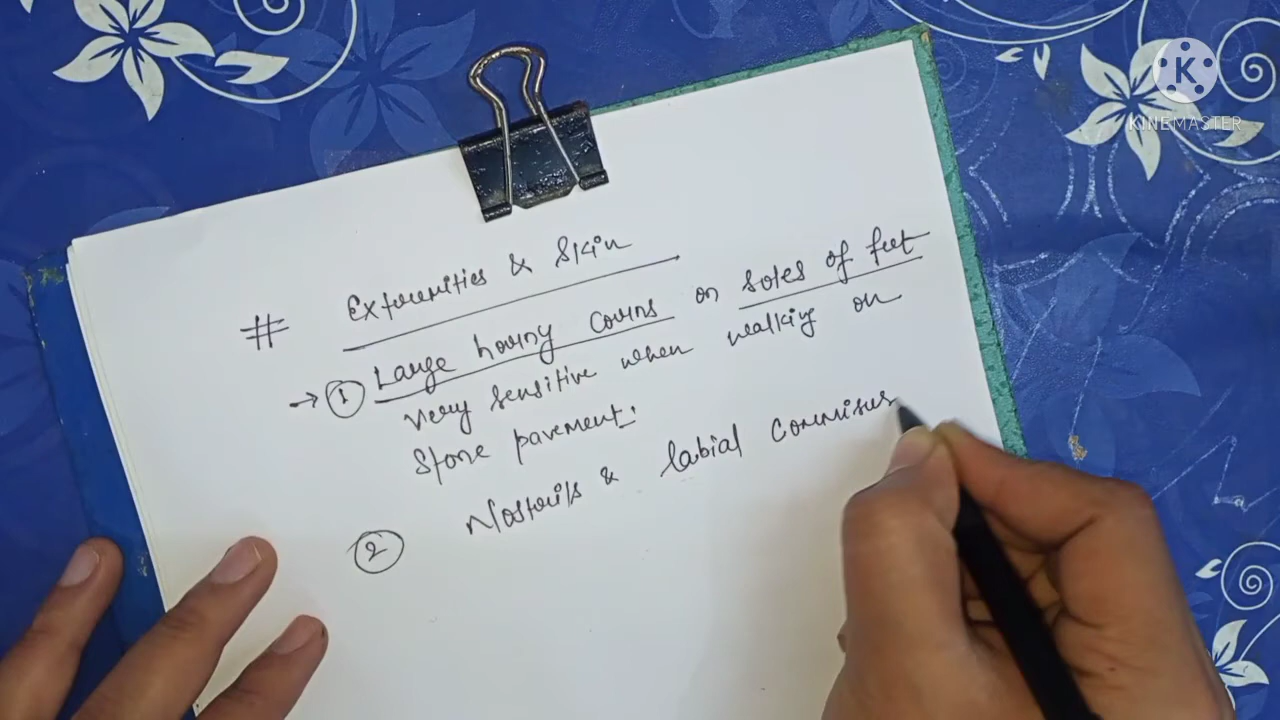 # Extremities & Skin
→ ① Large horny corns on soles of feet
very sensitive when walking on
stone pavement.
② Nostrils & labial commisures
K
KINEMASTER